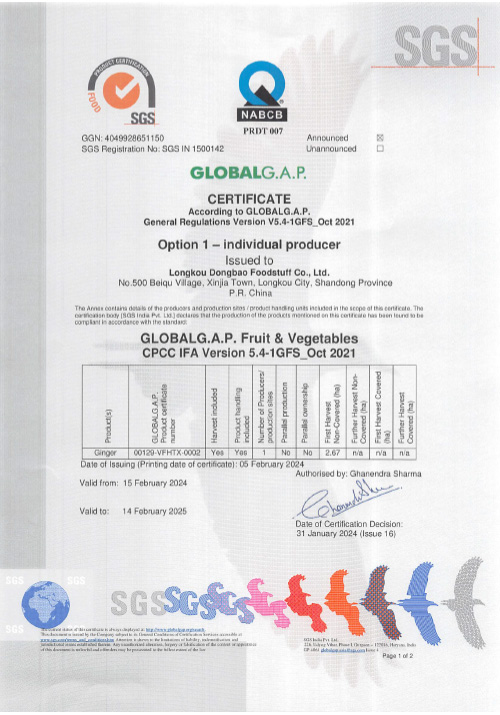 SGS
PRODUCT CERTIFICATION
FOOD
SGS
NABCB
PRDT 007
GGN: 4049928651150
SGS Registration No: SGS IN 1500142
Announced ☒
Unannounced ☐
GLOBALG.A.P.
CERTIFICATE
According to GLOBALG.A.P.
General Regulations Version V5.4-1GFS_Oct 2021
Option 1 – individual producer
Issued to
Longkou Dongbao Foodstuff Co., Ltd.
No.500 Beiqu Village, Xinjia Town, Longkou City, Shandong Province
P.R. China
The Annex contains details of the producers and production sites / product handling units included in the scope of this certificate. The
certification body [SGS India Pvt. Ltd.] declares that the production of the products mentioned on this certificate has been found to be
compliant in accordance with the standard:
GLOBALG.A.P. Fruit & Vegetables
CPCC IFA Version 5.4-1GFS_Oct 2021
Product(s)
GLOBALG.A.P. Product certificate number
Harvest included
Product handling included
Number of Producers/ production sites
Parallel production
Parallel ownership
First Harvest Non-Covered (ha)
Further Harvest Non-Covered (ha)
First Harvest Covered (ha)
Further Harvest Covered (ha)
Ginger 00129-VFHTX-0002 Yes Yes 1 No No 2.67 n/a n/a n/a
Date of Issuing (Printing date of certificate): 05 February 2024
Authorised by: Ghanendra Sharma
Valid from: 15 February 2024
Valid to: 14 February 2025
Date of Certification Decision:
31 January 2024 (Issue 16)
SGS SGS
SGS
SGS SGS SGS
SGS India Pvt. Ltd.
Page 1 of 2